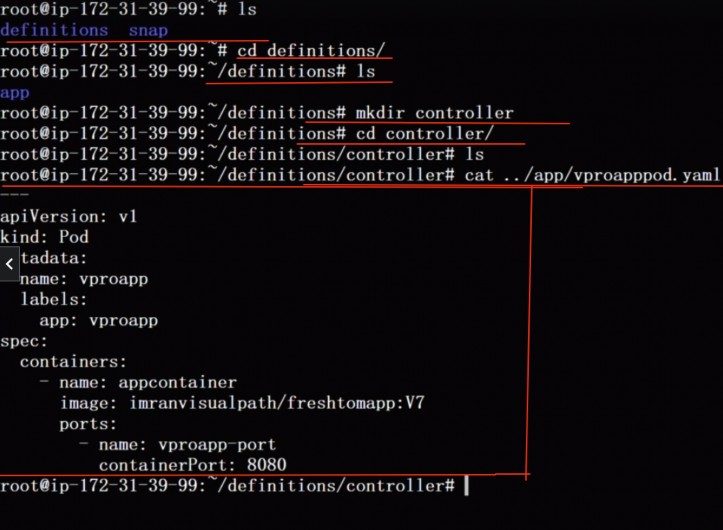 root@ip-172-31-39-99:~# ls
definitions  snap
root@ip-172-31-39-99:~# cd definitions/
root@ip-172-31-39-99:~/definitions# ls
app
root@ip-172-31-39-99:~/definitions# mkdir controller
root@ip-172-31-39-99:~/definitions# cd controller/
root@ip-172-31-39-99:~/definitions/controller# ls
root@ip-172-31-39-99:~/definitions/controller# cat ../app/vproapppod.yaml
---
apiVersion: v1
kind: Pod
tadata:
  name: vproapp
  labels:
    app: vproapp
spec:
  containers:
    - name: appcontainer
      image: imranvisualpath/freshtomapp:V7
      ports:
        - name: vproapp-port
          containerPort: 8080
root@ip-172-31-39-99:~/definitions/controller#